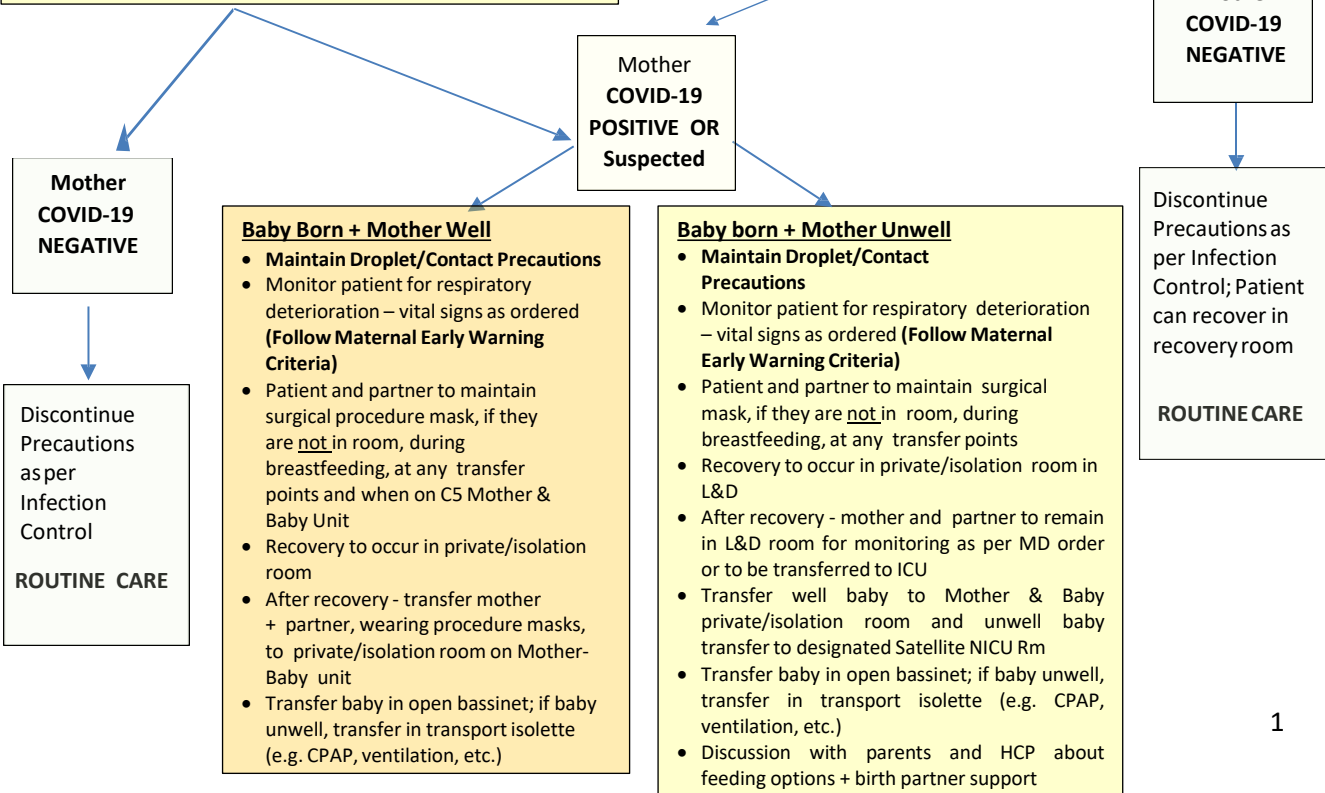 COVID-19
NEGATIVE
Mother
COVID-19
POSITIVE OR
Suspected
Mother
COVID-19
NEGATIVE
Discontinue
Precautions
as per
Infection
Control
ROUTINE CARE
Baby Born + Mother Well
• Maintain Droplet/Contact Precautions
• Monitor patient for respiratory
deterioration – vital signs as ordered
(Follow Maternal Early Warning
Criteria)
• Patient and partner to maintain
surgical procedure mask, if they
are not in room, during
breastfeeding, at any transfer
points and when on C5 Mother &
Baby Unit
• Recovery to occur in private/isolation
room
• After recovery - transfer mother
+ partner, wearing procedure masks,
to private/isolation room on Mother-
Baby unit
• Transfer baby in open bassinet; if baby
unwell, transfer in transport isolette
(e.g. CPAP, ventilation, etc.)
Baby born + Mother Unwell
• Maintain Droplet/Contact
Precautions
• Monitor patient for respiratory deterioration
– vital signs as ordered (Follow Maternal
Early Warning Criteria)
• Patient and partner to maintain surgical
mask, if they are not in room, during
breastfeeding, at any transfer points
• Recovery to occur in private/isolation room in
L&D
• After recovery - mother and partner to remain
in L&D room for monitoring as per MD order
or to be transferred to ICU
• Transfer well baby to Mother & Baby
private/isolation room and unwell baby
transfer to designated Satellite NICU Rm
• Transfer baby in open bassinet; if baby unwell,
transfer in transport isolette (e.g. CPAP,
ventilation, etc.)
• Discussion with parents and HCP about
feeding options + birth partner support
Discontinue
Precautions as
per Infection
Control; Patient
can recover in
recovery room
ROUTINE CARE
1